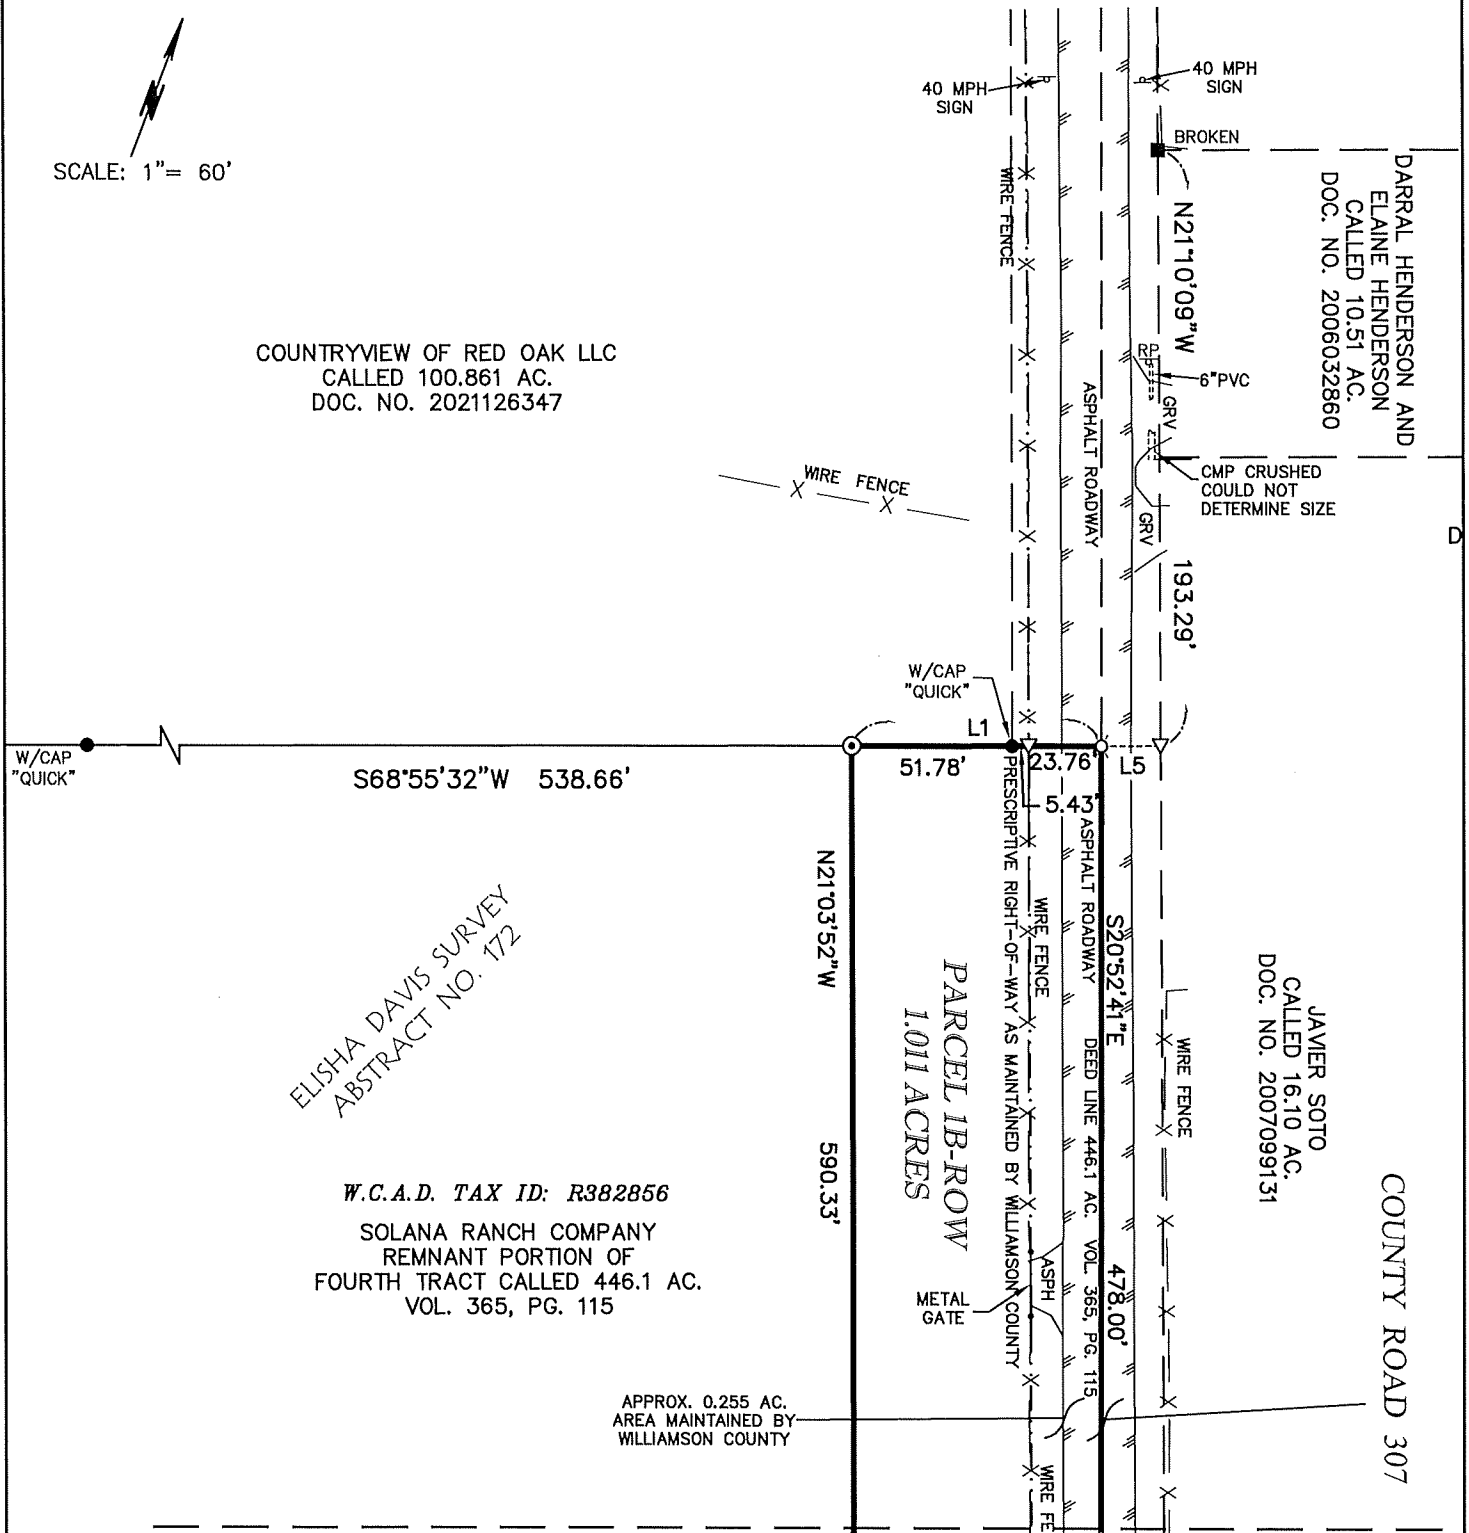 SCALE: 1"= 60'
40 MPH
SIGN
40 MPH
SIGN
BROKEN
WIRE FENCE
N21°10'09"W
DARRAL HENDERSON AND
ELAINE HENDERSON
CALLED 10.51 AC.
DOC. NO. 2006032860
COUNTRYVIEW OF RED OAK LLC
CALLED 100.861 AC.
DOC. NO. 2021126347
RP
6"PVC
GRV
ASPHALT ROADWAY
WIRE FENCE
CMP CRUSHED
COULD NOT
DETERMINE SIZE
GRV
D
193.29'
W/CAP
"QUICK"
L1
W/CAP
"QUICK"
S68°55'32"W 538.66'
51.78'
23.76'
L5
5.43'
N21°03'52"W
590.33'
PRESCRIPTIVE RIGHT-OF-WAY AS MAINTAINED BY WILLIAMSON COUNTY
ASPHALT ROADWAY
WIRE FENCE
S20°52'41"E
478.00'
DEED LINE 446.1 AC. VOL. 365, PG. 115
PARCEL 1B-ROW
1.011 ACRES
ELISHA DAVIS SURVEY
ABSTRACT NO. 172
WIRE FENCE
JAVIER SOTO
CALLED 16.10 AC.
DOC. NO. 2007099131
COUNTY ROAD 307
W.C.A.D. TAX ID: R382856
SOLANA RANCH COMPANY
REMNANT PORTION OF
FOURTH TRACT CALLED 446.1 AC.
VOL. 365, PG. 115
ASPH
METAL
GATE
APPROX. 0.255 AC.
AREA MAINTAINED BY
WILLIAMSON COUNTY
WIRE FE